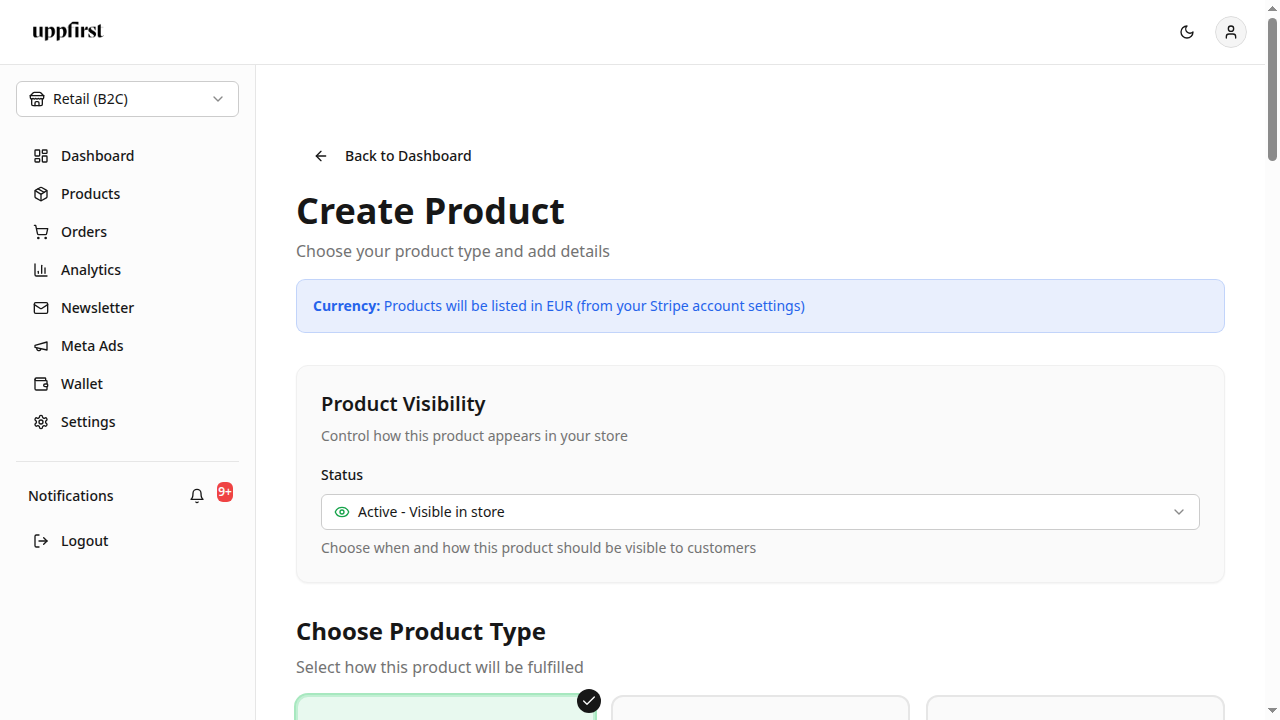 uppfirst
Retail (B2C)
Dashboard
Products
Orders
Analytics
Newsletter
Meta Ads
Wallet
Settings
Notifications
9+
Logout
Back to Dashboard
Create Product
Choose your product type and add details
Currency: Products will be listed in EUR (from your Stripe account settings)
Product Visibility
Control how this product appears in your store
Status
Active - Visible in store
Choose when and how this product should be visible to customers
Choose Product Type
Select how this product will be fulfilled